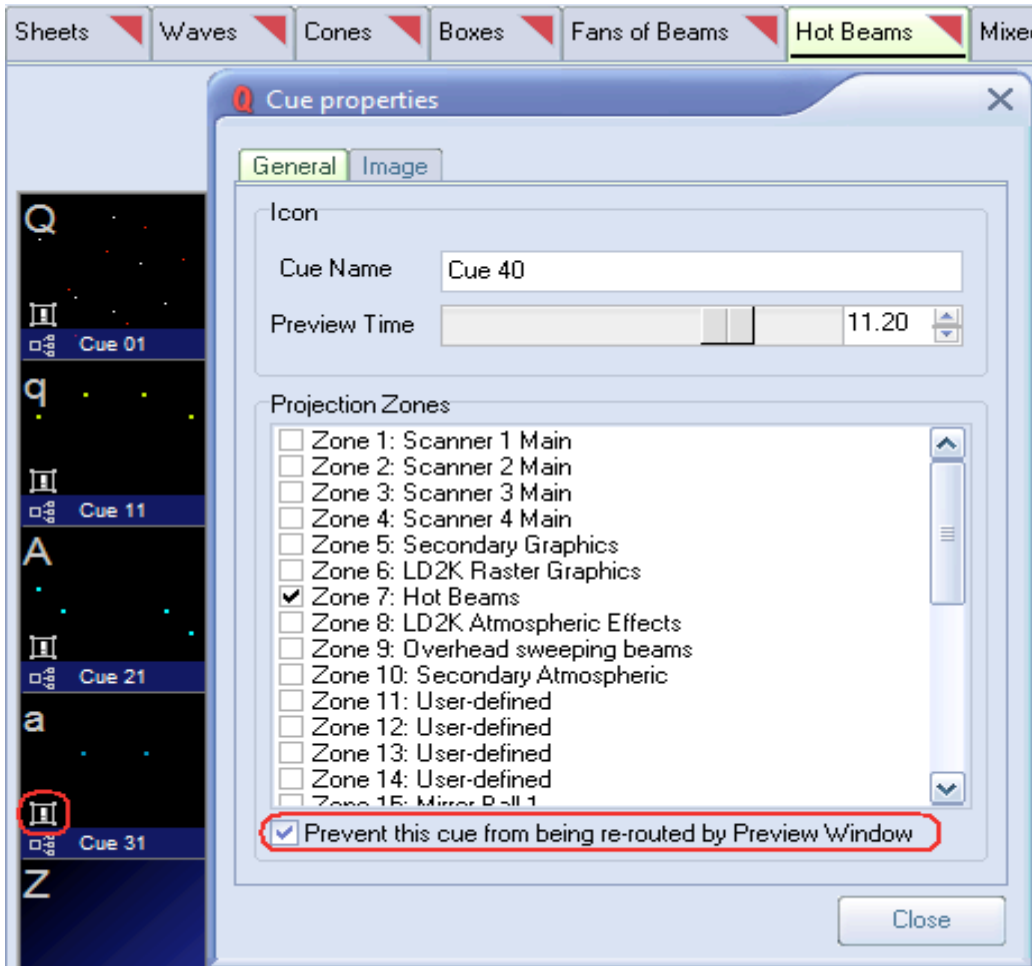 Sheets Waves Cones Boxes Fans of Beams Hot Beams Mixe
Q Cue properties
General Image
Icon
Cue Name Cue 40
Preview Time 11.20
Projection Zones
Zone 1: Scanner 1 Main
Zone 2: Scanner 2 Main
Zone 3: Scanner 3 Main
Zone 4: Scanner 4 Main
Zone 5: Secondary Graphics
Zone 6: LD2K Raster Graphics
Zone 7: Hot Beams
Zone 8: LD2K Atmospheric Effects
Zone 9: Overhead sweeping beams
Zone 10: Secondary Atmospheric
Zone 11: User-defined
Zone 12: User-defined
Zone 13: User-defined
Zone 14: User-defined
Zone 15: Mirror Ball 1
Prevent this cue from being re-routed by Preview Window
Close
Q
Cue 01
q
Cue 11
A
Cue 21
a
Cue 31
Z